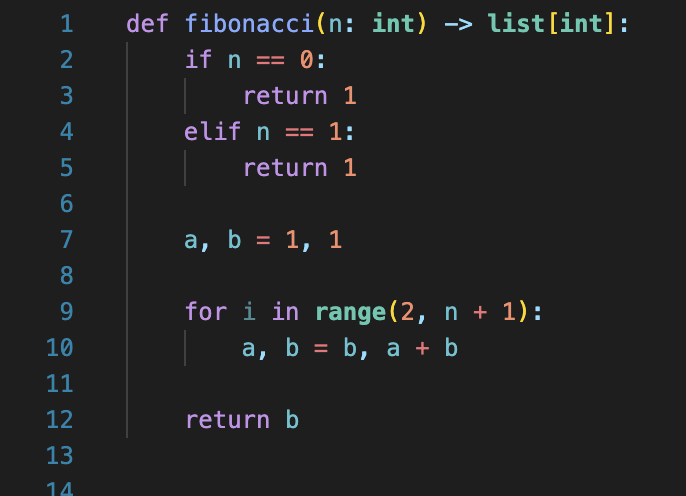 1 def fibonacci(n: int) -> list[int]:
2 if n == 0:
3 return 1
4 elif n == 1:
5 return 1
6
7 a, b = 1, 1
8
9 for i in range(2, n + 1):
10 a, b = b, a + b
11
12 return b
13
14